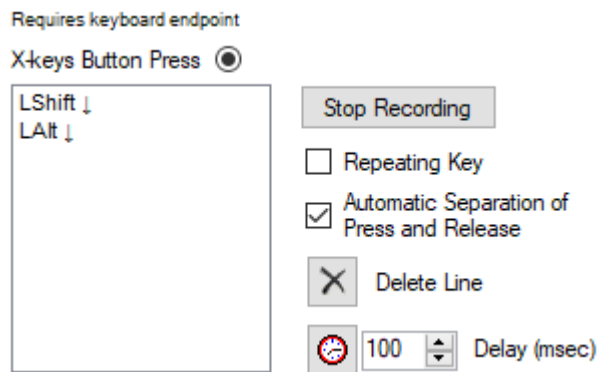 Requires keyboard endpoint
X-keys Button Press
LShift ↓
LAlt ↓
Stop Recording
Repeating Key
Automatic Separation of
Press and Release
Delete Line
100
Delay (msec)